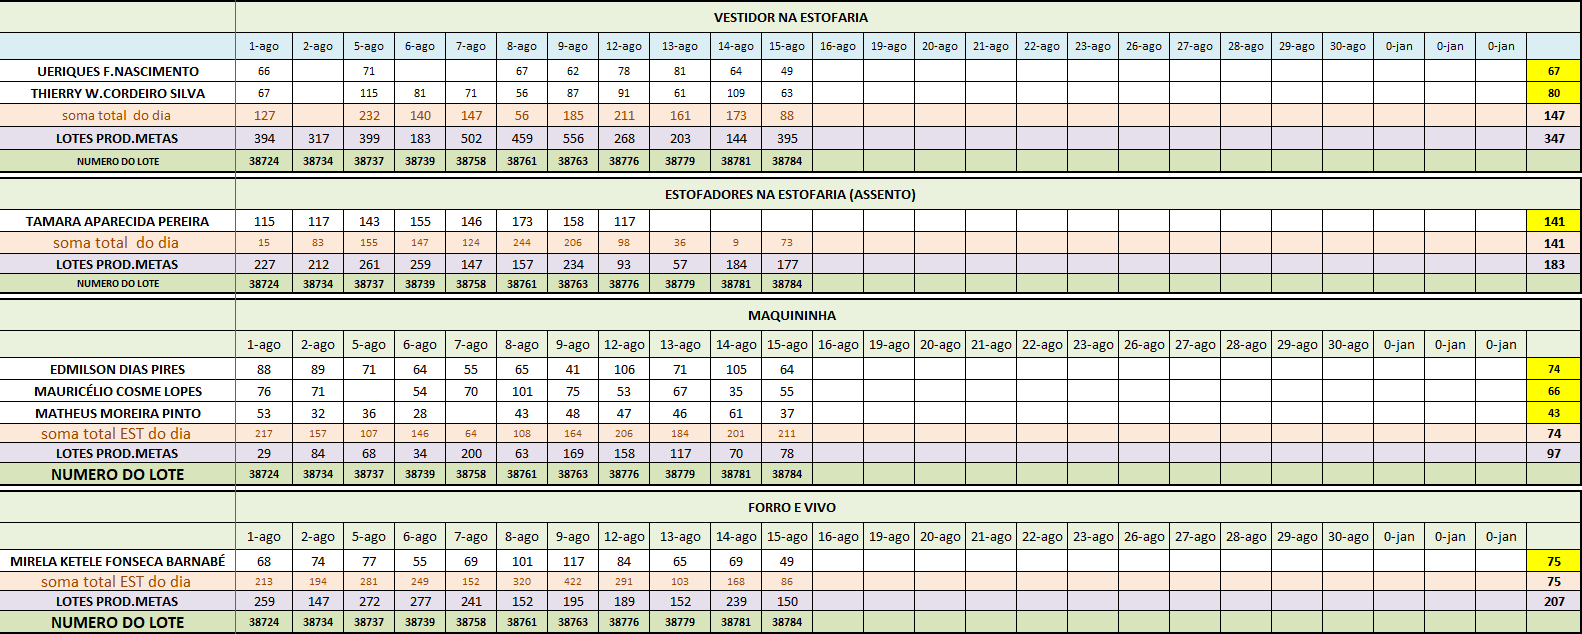 VESTIDOR NA ESTOFARIA
1-ago 2-ago 5-ago 6-ago 7-ago 8-ago 9-ago 12-ago 13-ago 14-ago 15-ago 16-ago 19-ago 20-ago 21-ago 22-ago 23-ago 26-ago 27-ago 28-ago 29-ago 30-ago 0-jan 0-jan 0-jan
UERIQUES F.NASCIMENTO 66 71 67 62 78 81 64 49 67
THIERRY W.CORDEIRO SILVA 67 115 81 71 56 87 91 61 109 63 80
soma total do dia 127 232 140 147 56 185 211 161 173 88 147
LOTES PROD.METAS 394 317 399 183 502 459 556 268 203 144 395 347
NUMERO DO LOTE 38724 38734 38737 38739 38758 38761 38763 38776 38779 38781 38784
ESTOFADORES NA ESTOFARIA (ASSENTO)
TAMARA APARECIDA PEREIRA 115 117 143 155 146 173 158 117 141
soma total do dia 15 83 155 147 124 244 206 98 36 9 73 141
LOTES PROD.METAS 227 212 261 259 147 157 234 93 57 184 177 183
NUMERO DO LOTE 38724 38734 38737 38739 38758 38761 38763 38776 38779 38781 38784
MAQUININHA
1-ago 2-ago 5-ago 6-ago 7-ago 8-ago 9-ago 12-ago 13-ago 14-ago 15-ago 16-ago 19-ago 20-ago 21-ago 22-ago 23-ago 26-ago 27-ago 28-ago 29-ago 30-ago 0-jan 0-jan 0-jan
EDMILSON DIAS PIRES 88 89 71 64 55 65 41 106 71 105 64 74
MAURICÉLIO COSME LOPES 76 71 54 70 101 75 53 67 35 55 66
MATHEUS MOREIRA PINTO 53 32 36 28 43 48 47 46 61 37 43
soma total EST do dia 217 157 107 146 64 108 164 206 184 201 211 74
LOTES PROD.METAS 29 84 68 34 200 63 169 158 117 70 78 97
NUMERO DO LOTE 38724 38734 38737 38739 38758 38761 38763 38776 38779 38781 38784
FORRO E VIVO
1-ago 2-ago 5-ago 6-ago 7-ago 8-ago 9-ago 12-ago 13-ago 14-ago 15-ago 16-ago 19-ago 20-ago 21-ago 22-ago 23-ago 26-ago 27-ago 28-ago 29-ago 30-ago 0-jan 0-jan 0-jan
MIRELA KETELE FONSECA BARNABÉ 68 74 77 55 69 101 117 84 65 69 49 75
soma total EST do dia 213 194 281 249 152 320 422 291 103 168 86 75
LOTES PROD.METAS 259 147 272 277 241 152 195 189 152 239 150 207
NUMERO DO LOTE 38724 38734 38737 38739 38758 38761 38763 38776 38779 38781 38784